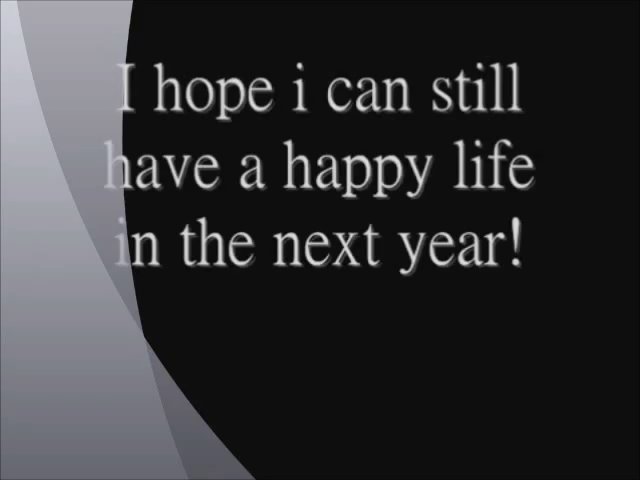 I hope i can still
have a happy life
in the next year!